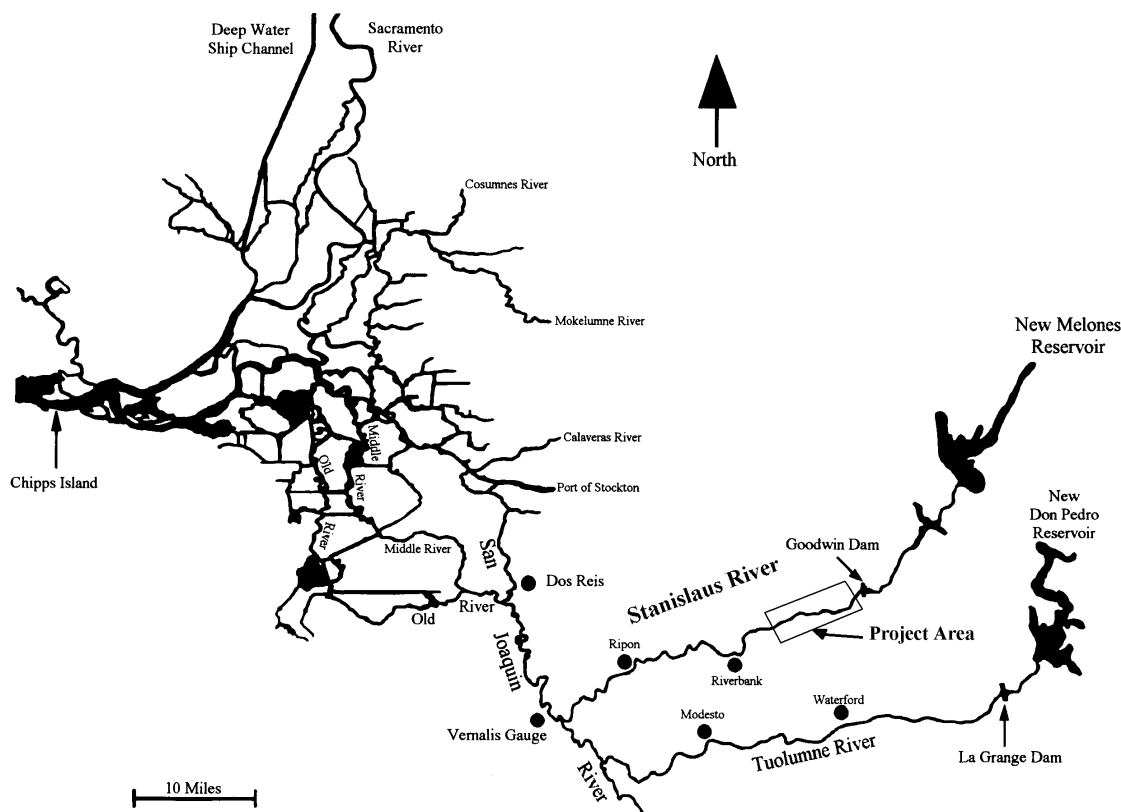 Deep Water
Ship Channel
Sacramento
River
North
Cosumnes River
Mokelumne River
New Melones
Reservoir
Chipps Island
Calaveras River
Port of Stockton
Middle
River
Old
River
Middle River
New
Don Pedro
Reservoir
Goodwin Dam
San
Joaquin
River
Dos Reis
Old
River
Stanislaus River
Project Area
Ripon
Riverbank
Vernalis Gauge
Modesto
Waterford
Tuolumne River
La Grange Dam
10 Miles